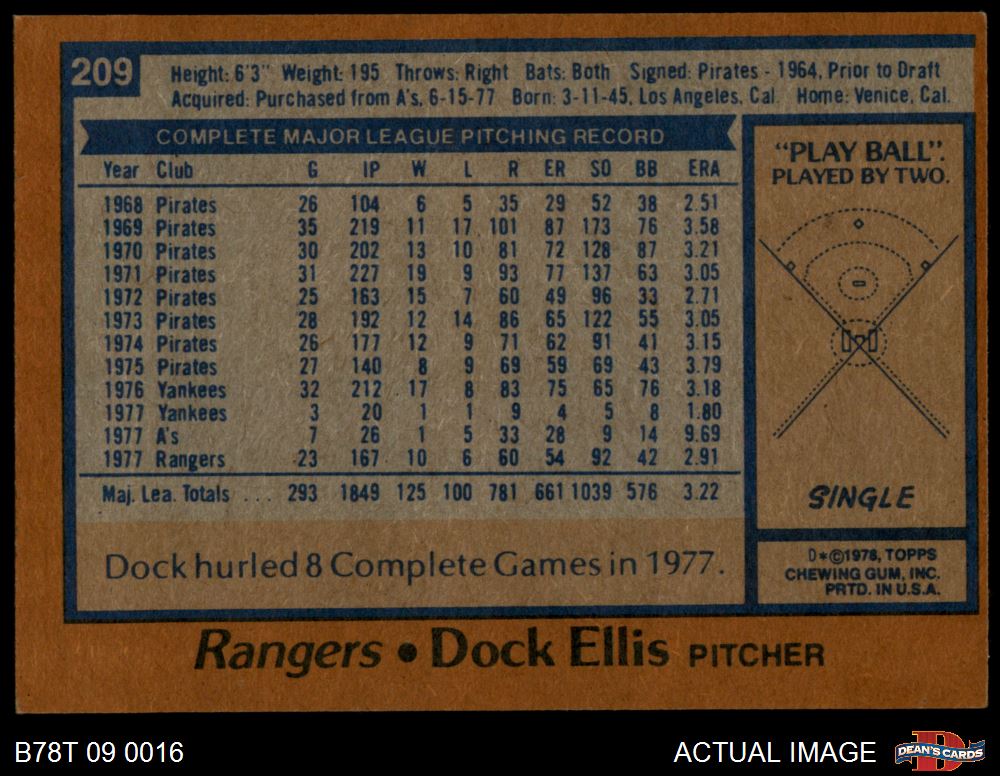 209
Height: 6'3" Weight: 195 Throws: Right Bats: Both Signed: Pirates - 1964, Prior to Draft
Acquired: Purchased from A's, 6-15-77 Born: 3-11-45, Los Angeles, Cal. Home: Venice, Cal.
COMPLETE MAJOR LEAGUE PITCHING RECORD
Year Club G IP W L R ER SO BB ERA
1968 Pirates 26 104 6 5 35 29 52 38 2.51
1969 Pirates 35 219 11 17 101 87 173 76 3.58
1970 Pirates 30 202 13 10 81 72 128 87 3.21
1971 Pirates 31 227 19 9 93 77 137 63 3.05
1972 Pirates 25 163 15 7 60 49 96 33 2.71
1973 Pirates 28 192 12 14 86 65 122 55 3.05
1974 Pirates 26 177 12 9 71 62 91 41 3.15
1975 Pirates 27 140 8 9 69 59 69 43 3.79
1976 Yankees 32 212 17 8 83 75 65 76 3.18
1977 Yankees 3 20 1 1 9 4 5 8 1.80
1977 A's 7 26 1 5 33 28 9 14 9.69
1977 Rangers 23 167 10 6 60 54 92 42 2.91
Maj. Lea. Totals ... 293 1849 125 100 781 661 1039 576 3.22
Dock hurled 8 Complete Games in 1977.
"PLAY BALL".
PLAYED BY TWO.
SINGLE
D*©1978, TOPPS
CHEWING GUM, INC.
PRTD. IN U.S.A.
Rangers • Dock Ellis PITCHER
B78T 09 0016
ACTUAL IMAGE
DEAN'S CARDS